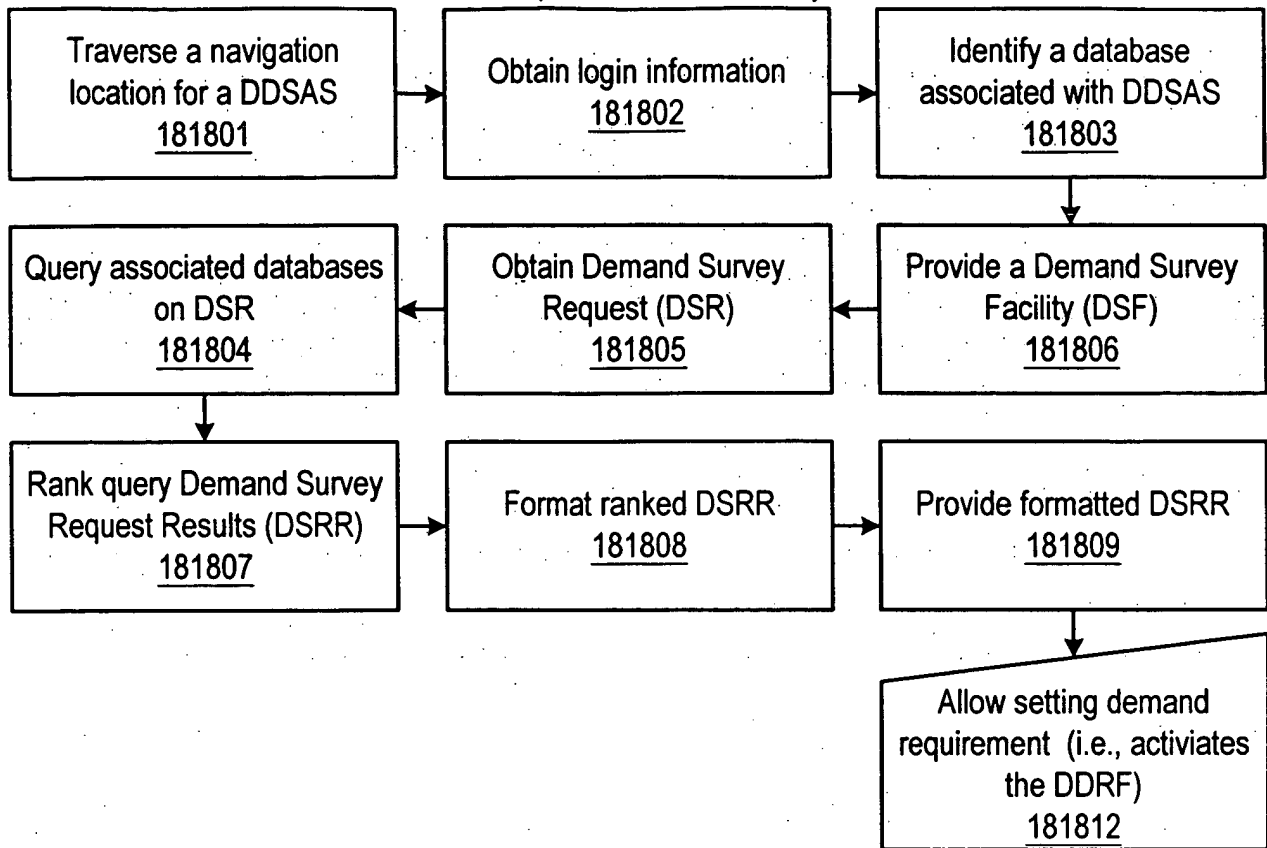 Traverse a navigation
location for a DDSAS
181801
Obtain login information
181802
Identify a database
associated with DDSAS
181803
Query associated databases
on DSR
181804
Obtain Demand Survey
Request (DSR)
181805
Provide a Demand Survey
Facility (DSF)
181806
Rank query Demand Survey
Request Results (DSRR)
181807
Format ranked DSRR
181808
Provide formatted DSRR
181809
Allow setting demand
requirement (i.e., activiates
the DDRF)
181812